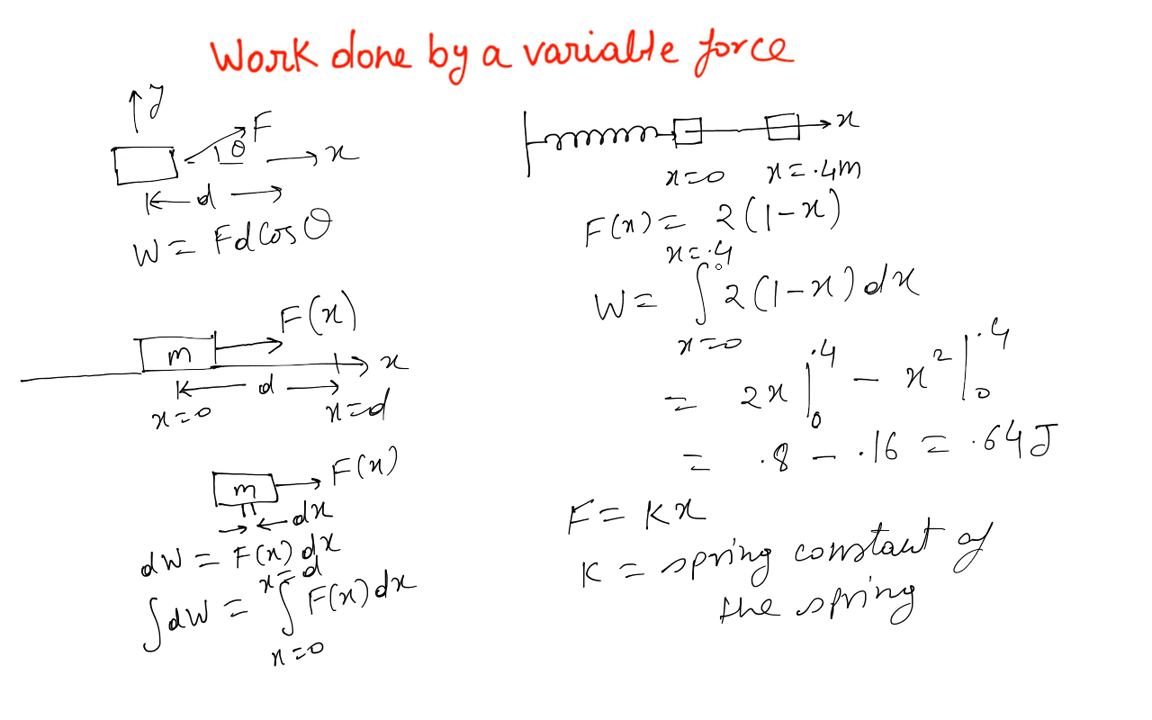 Work done by a variable force
↑y
F
θ
→x
d
W = Fd Cos θ
F(x)
m
x
d
x=0
x=d
m
F(x)
dx
dW = F(x) dx
x=d
∫dW = ∫ F(x) dx
x=0
x
x=0 x=.4m
F(x) = 2(1-x)
x=.4
W = ∫ 2(1-x) dx
x=0
= 2x |₀^.4 - x² |₀^.4
= .8 - .16 = .64 J
F = Kx
K = spring constant of
the spring